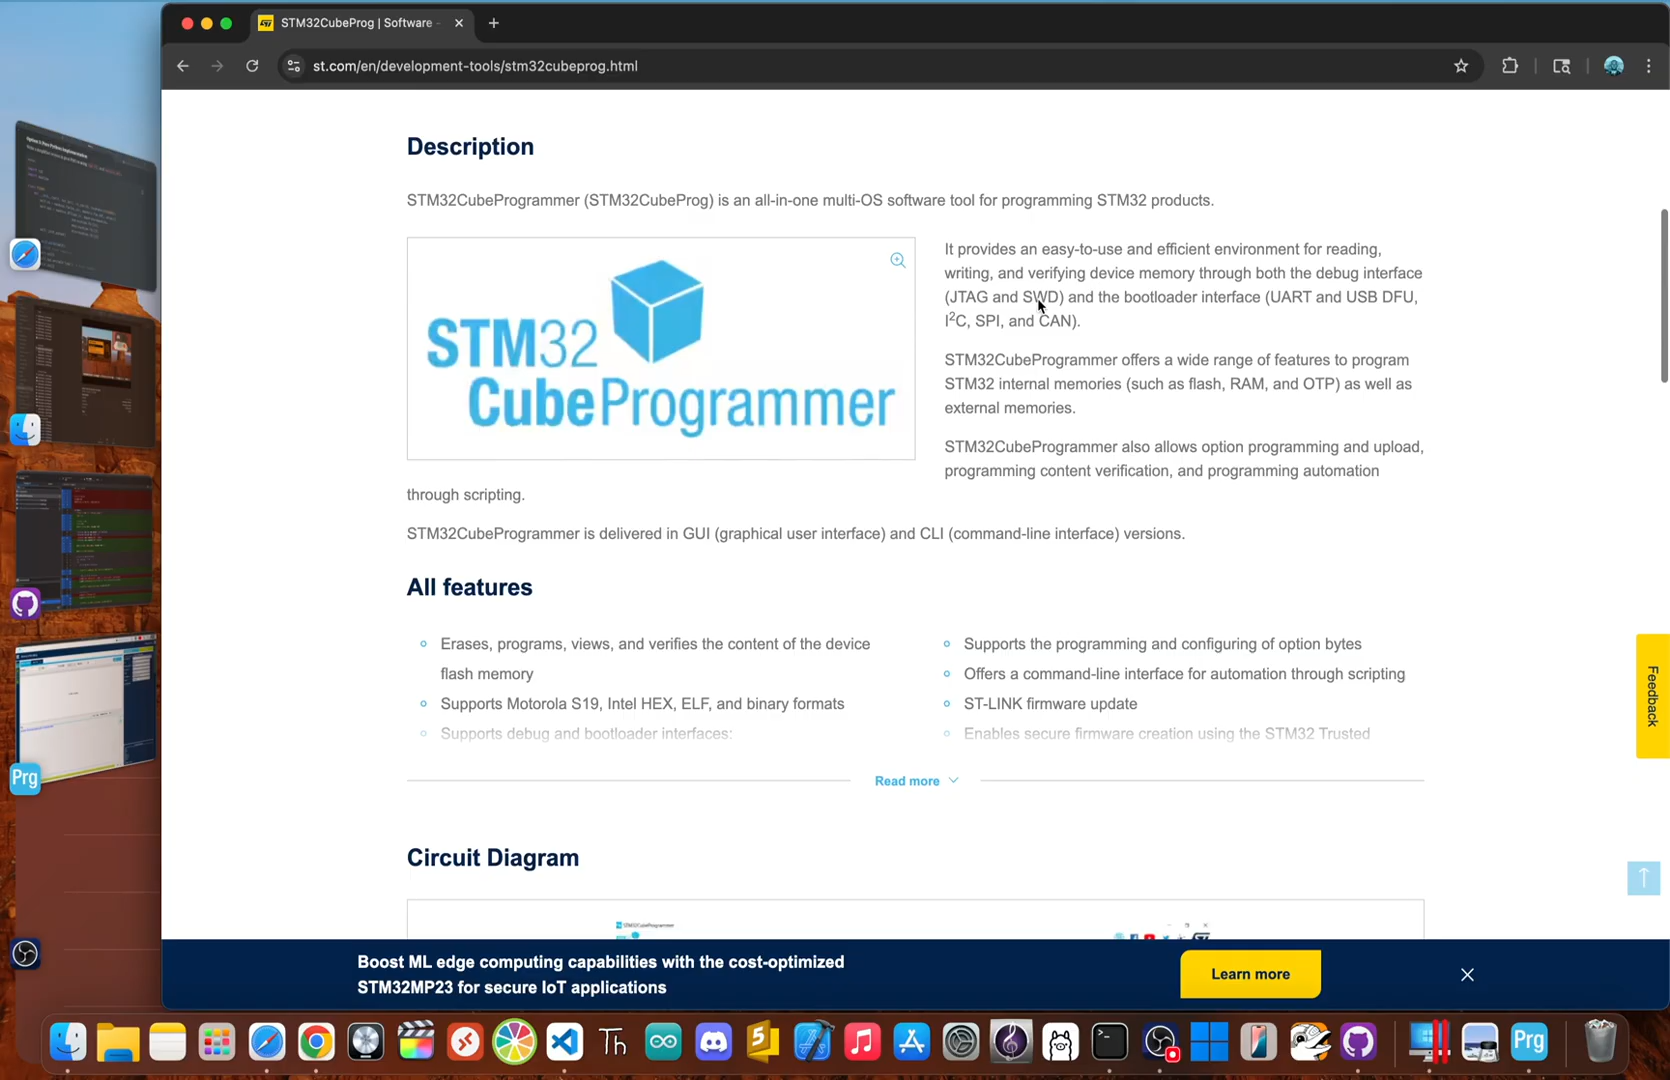 STM32CubeProg | Software -
st.com/en/development-tools/stm32cubeprog.html
Description
STM32CubeProgrammer (STM32CubeProg) is an all-in-one multi-OS software tool for programming STM32 products.
STM32
CubeProgrammer
It provides an easy-to-use and efficient environment for reading,
writing, and verifying device memory through both the debug interface
(JTAG and SWD) and the bootloader interface (UART and USB DFU,
I²C, SPI, and CAN).
STM32CubeProgrammer offers a wide range of features to program
STM32 internal memories (such as flash, RAM, and OTP) as well as
external memories.
STM32CubeProgrammer also allows option programming and upload,
programming content verification, and programming automation
through scripting.
STM32CubeProgrammer is delivered in GUI (graphical user interface) and CLI (command-line interface) versions.
All features
Erases, programs, views, and verifies the content of the device
flash memory
Supports Motorola S19, Intel HEX, ELF, and binary formats
Supports debug and bootloader interfaces:
Supports the programming and configuring of option bytes
Offers a command-line interface for automation through scripting
ST-LINK firmware update
Enables secure firmware creation using the STM32 Trusted
Read more
Feedback
Circuit Diagram
STM32CubeProgrammer
Boost ML edge computing capabilities with the cost-optimized
STM32MP23 for secure IoT applications
Learn more
Prg
Th
5
Prg